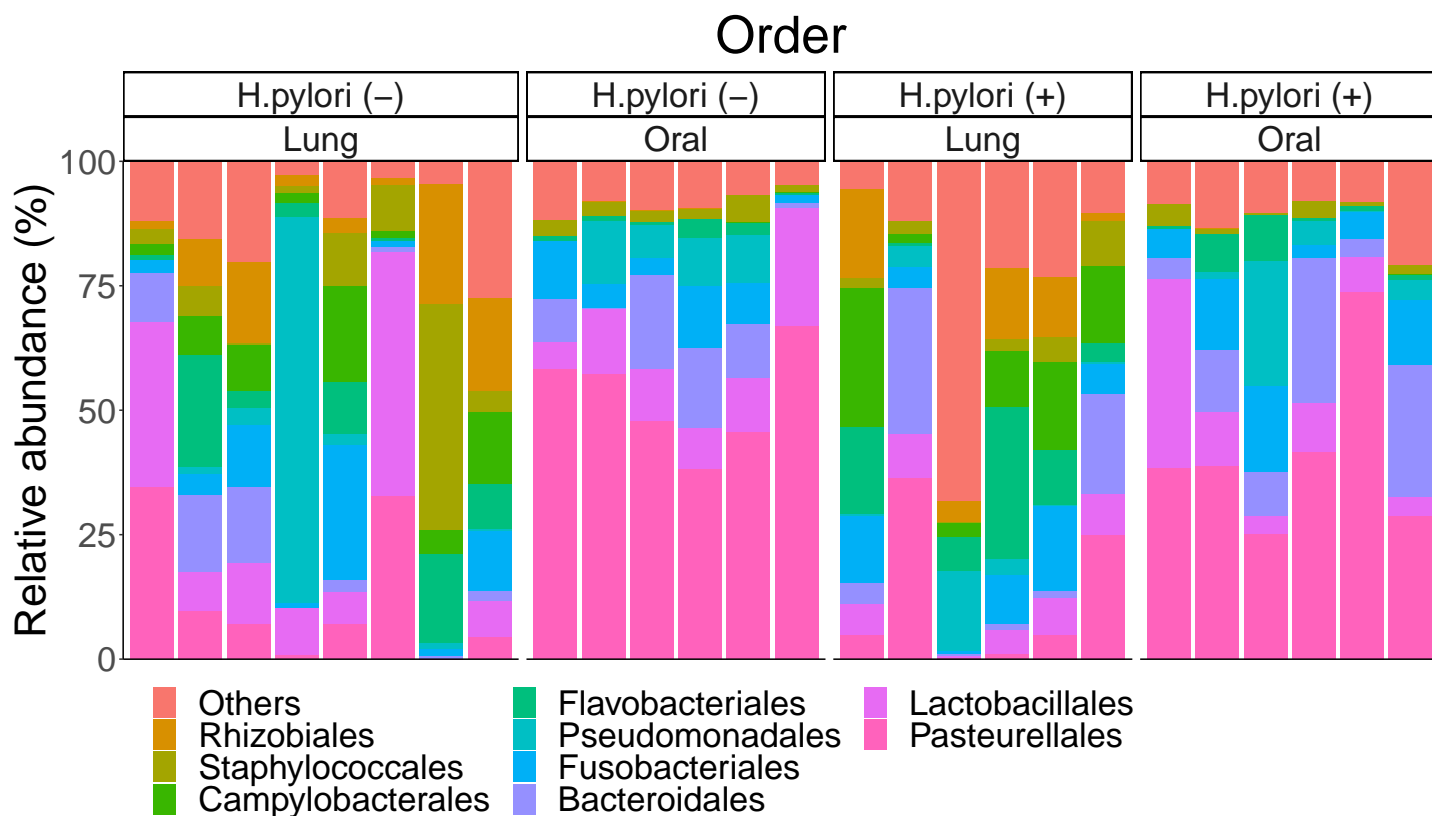 Order
H.pylori (−) H.pylori (−) H.pylori (+) H.pylori (+)
Lung Oral Lung Oral
Relative abundance (%)
100
75
50
25
0
Others Flavobacteriales Lactobacillales
Rhizobiales Pseudomonadales Pasteurellales
Staphylococcales Fusobacteriales
Campylobacterales Bacteroidales